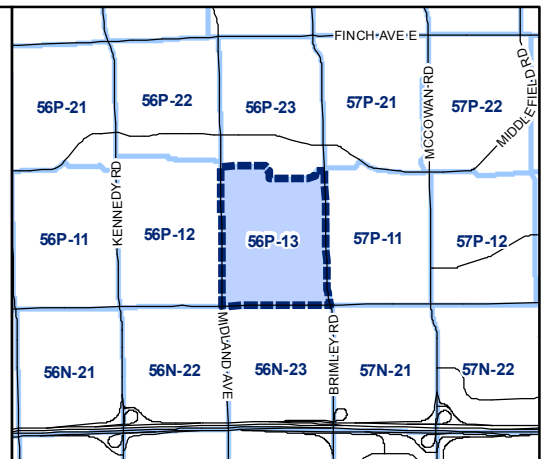 FINCH AVE E
MCCOWAN RD
MIDDLEFIELD RD
56P-21
56P-22
56P-23
57P-21
57P-22
KENNEDY RD
56P-11
56P-12
56P-13
57P-11
57P-12
MIDLAND AVE
BRIMLEY RD
56N-21
56N-22
56N-23
57N-21
57N-22